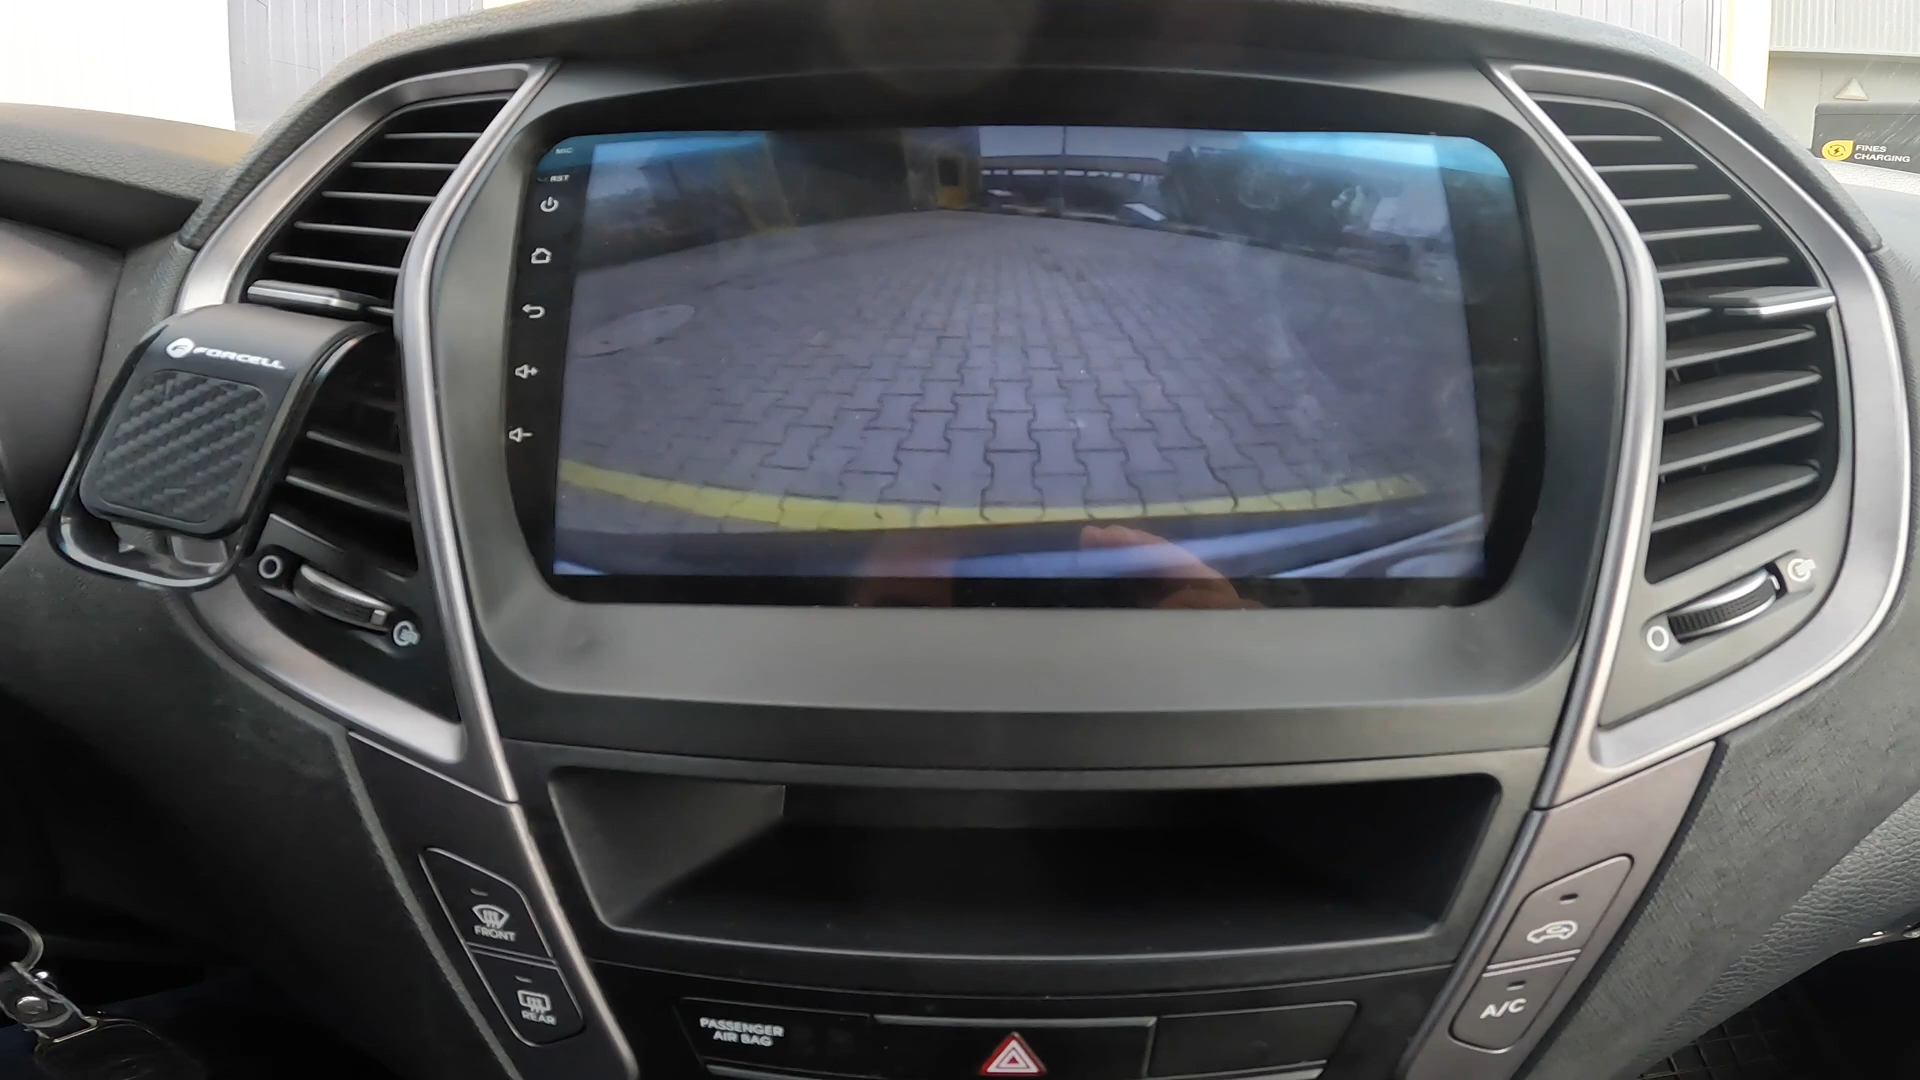 MIC
RST
FINES
CHARGING
FORCELL
FRONT
REAR
A/C
PASSENGER
AIR BAG